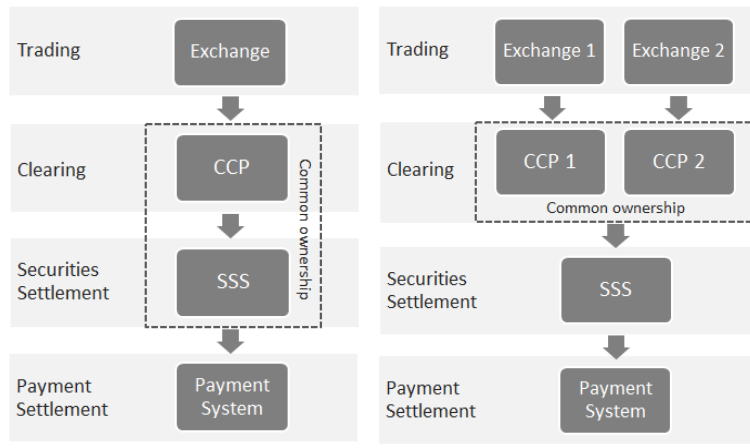 Trading
Exchange
Clearing
CCP
Common ownership
Securities
Settlement
SSS
Payment
Settlement
Payment
System
Trading
Exchange 1
Exchange 2
Clearing
CCP 1
CCP 2
Common ownership
Securities
Settlement
SSS
Payment
Settlement
Payment
System